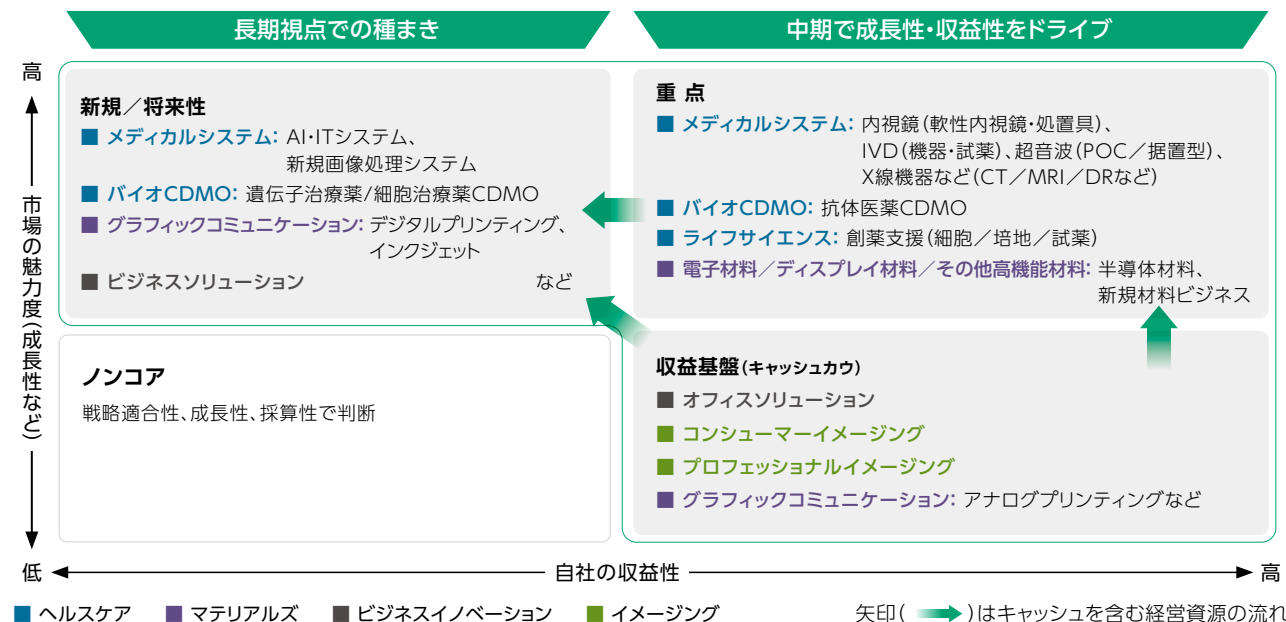 長期視点での種まき
中期で成長性・収益性をドライブ
高
市場の魅力度(成長性など)
低
新規／将来性
■ メディカルシステム: AI・ITシステム、
新規画像処理システム
■ バイオCDMO: 遺伝子治療薬/細胞治療薬CDMO
■ グラフィックコミュニケーション: デジタルプリンティング、
インクジェット
■ ビジネスソリューション など
重 点
■ メディカルシステム: 内視鏡(軟性内視鏡・処置具)、
IVD(機器・試薬)、超音波(POC／据置型)、
X線機器など(CT／MRI／DRなど)
■ バイオCDMO: 抗体医薬CDMO
■ ライフサイエンス: 創薬支援(細胞／培地／試薬)
■ 電子材料／ディスプレイ材料／その他高機能材料: 半導体材料、
新規材料ビジネス
ノンコア
戦略適合性、成長性、採算性で判断
収益基盤(キャッシュカウ)
■ オフィスソリューション
■ コンシューマーイメージング
■ プロフェッショナルイメージング
■ グラフィックコミュニケーション: アナログプリンティングなど
自社の収益性
高
■ ヘルスケア ■ マテリアルズ ■ ビジネスイノベーション ■ イメージング
矢印( )はキャッシュを含む経営資源の流れ